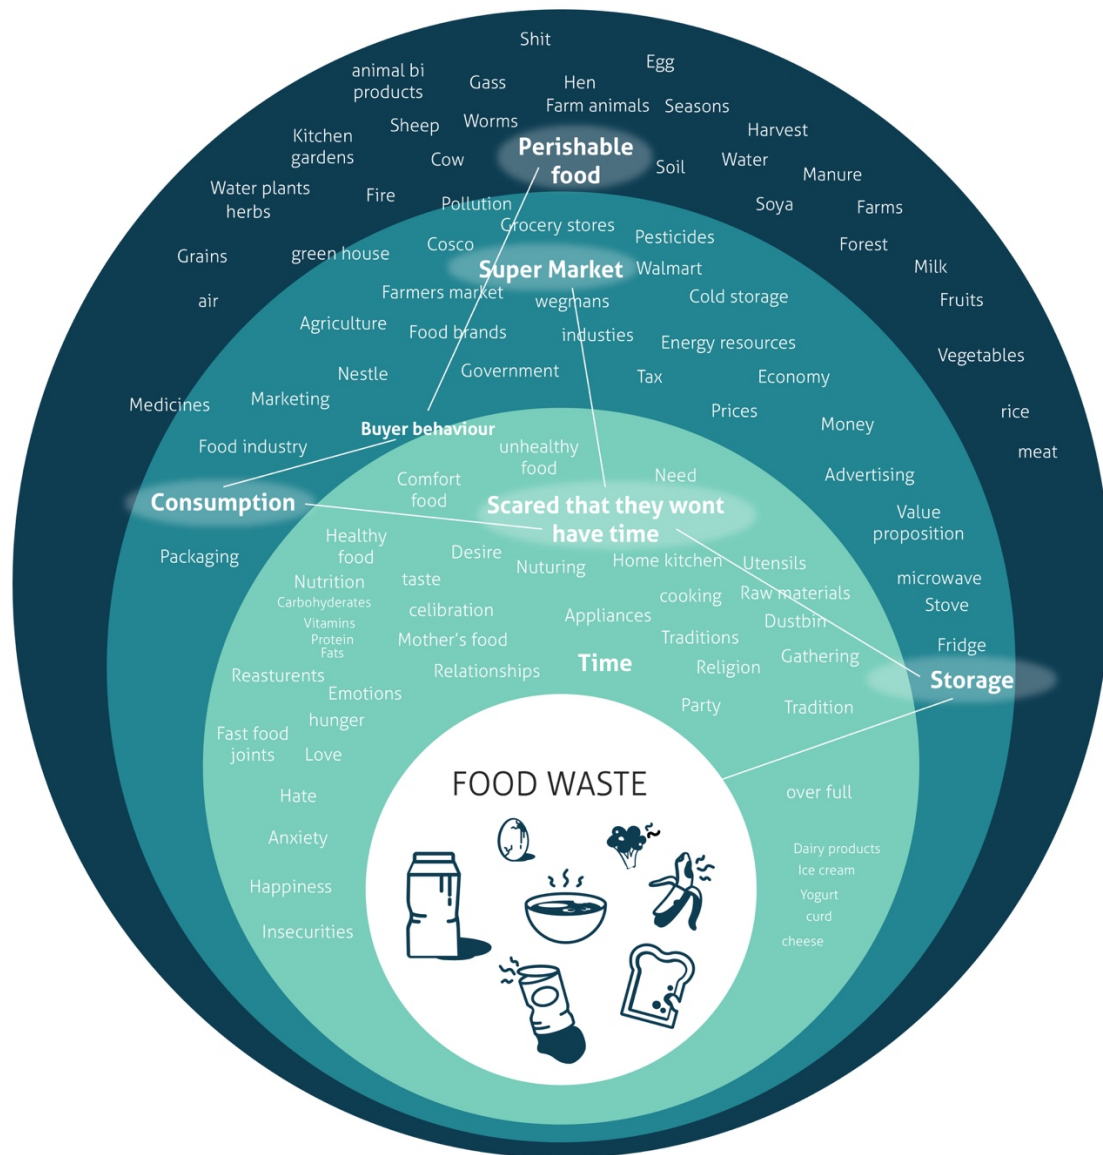 Shit
Egg
animal bi
products
Gass
Hen
Farm animals
Seasons
Sheep
Worms
Harvest
Kitchen
gardens
Perishable
food
Cow
Soil
Water
Manure
Water plants
herbs
Fire
Pollution
Soya
Farms
Grocery stores
Pesticides
Grains
green house
Cosco
Forest
Super Market
Walmart
Milk
air
Farmers market
wegmans
Cold storage
Fruits
Agriculture
Food brands
industies
Energy resources
Vegetables
Nestle
Government
Tax
Economy
Medicines
Marketing
Prices
Money
rice
Buyer behaviour
Food industry
unhealthy
food
meat
Comfort
food
Need
Advertising
Consumption
Scared that they wont
have time
Value
proposition
Packaging
Healthy
food
Desire
Nuturing
Home kitchen
Utensils
Nutrition
taste
microwave
Carbohyderates
celibration
Appliances
cooking
Raw materials
Stove
Vitamins
Protein
Fats
Mother's food
Traditions
Dustbin
Fridge
Reasturents
Relationships
Time
Religion
Gathering
Storage
Emotions
hunger
Party
Tradition
Fast food
joints
Love
FOOD WASTE
Hate
over full
Anxiety
Dairy products
Ice cream
Happiness
Yogurt
curd
Insecurities
cheese